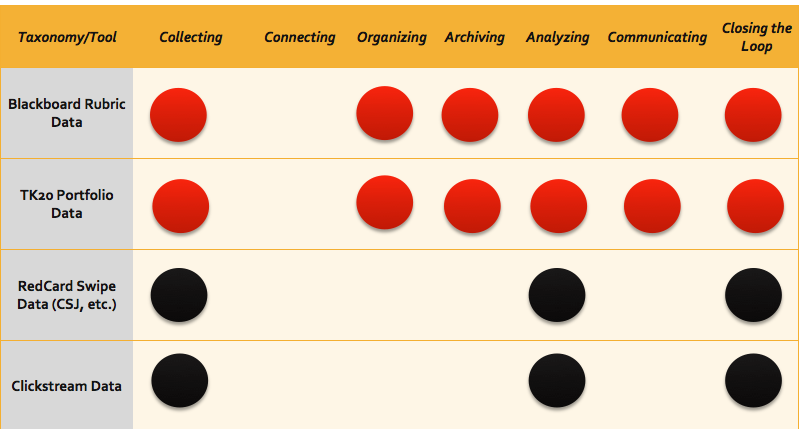 Taxonomy/Tool Collecting Connecting Organizing Archiving Analyzing Communicating Closing the
Loop
Blackboard Rubric
Data
TK20 Portfolio
Data
RedCard Swipe
Data (CSJ, etc.)
Clickstream Data